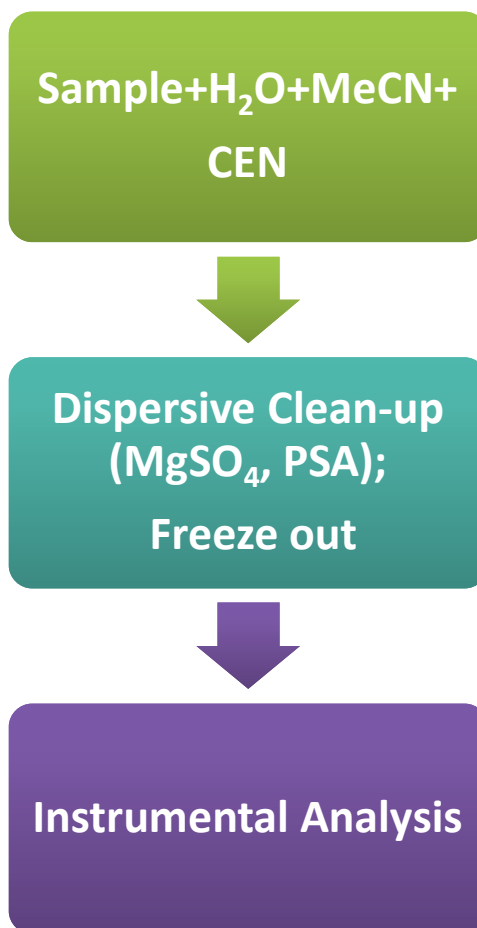 Sample+H₂O+MeCN+
CEN
Dispersive Clean-up
(MgSO₄, PSA);
Freeze out
Instrumental Analysis